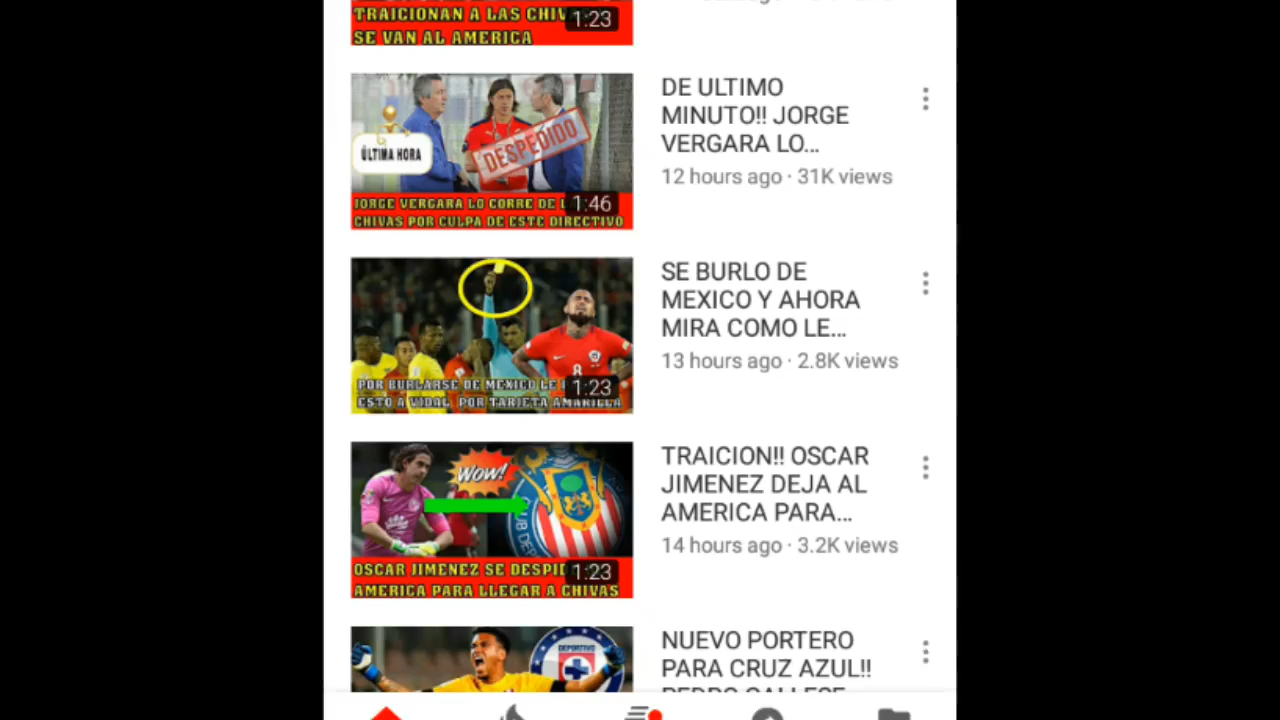 TRAICIONAN A LAS CHIV
1:23
SE VAN AL AMERICA
DE ULTIMO
MINUTO!! JORGE
VERGARA LO...
12 hours ago · 31K views
ÚLTIMA HORA
DESPEDIDO
JORGE VERGARA LO CORRE DE L
1:46
CHIVAS POR CULPA DE ESTE DIRECTIVO
SE BURLO DE
MEXICO Y AHORA
MIRA COMO LE...
13 hours ago · 2.8K views
8
POR BURLARSE DE MEXICO LE
1:23
ESTO A VIDAL POR TARJETA AMARILLA
TRAICION!! OSCAR
JIMENEZ DEJA AL
AMERICA PARA...
14 hours ago · 3.2K views
WOW!
CLUB DEP
OSCAR JIMENEZ SE DESPID
1:23
AMERICA PARA LLEGAR A CHIVAS
NUEVO PORTERO
PARA CRUZ AZUL!!
DEPORTIVO